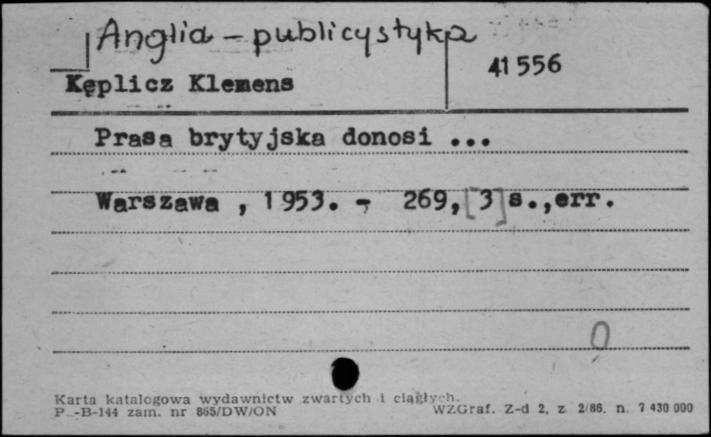 Anglia - publicystyka
41 556
Kęplicz Klemens
Prasa brytyjska donosi ...
Warszawa , 1953. - 269,[3]s.,err.
0
Karta katalogowa wydawnictw zwartych i ciągłych.
P-B-144 zam. nr 865/DW/ON
WZGraf. Z-d 2, z. 2/86. n. 7 430 000